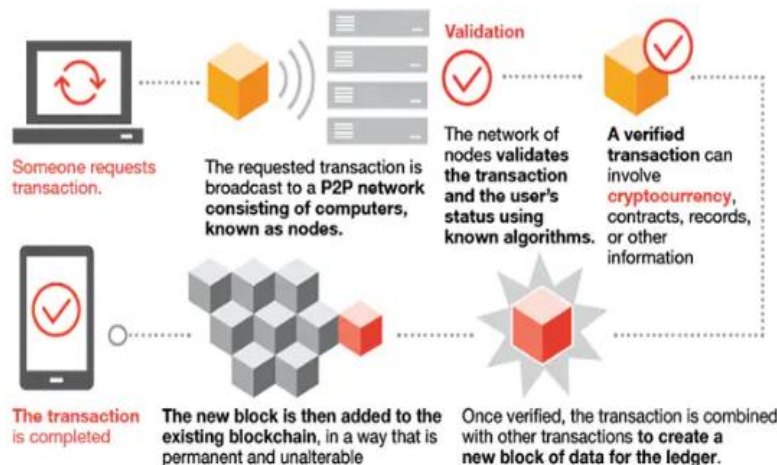 Someone requests
transaction.
The requested transaction is
broadcast to a P2P network
consisting of computers,
known as nodes.
Validation
The network of
nodes validates
the transaction
and the user's
status using
known algorithms.
A verified
transaction can
involve
cryptocurrency,
contracts, records,
or other
information
Once verified, the transaction is combined
with other transactions to create a
new block of data for the ledger.
The new block is then added to the
existing blockchain, in a way that is
permanent and unalterable
The transaction
is completed